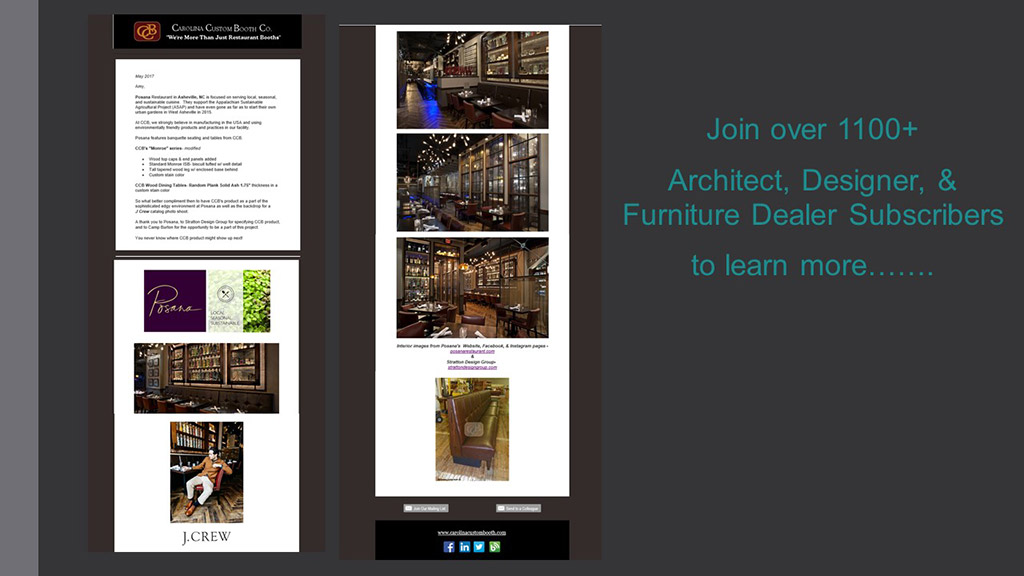 CCB
CAROLINA CUSTOM BOOTH CO.
"We're More Than Just Restaurant Booths"
May 2017
Amy,
Posana Restaurant in Asheville, NC is focused on serving local, seasonal,
and sustainable cuisine. They support the Appalachian Sustainable
Agricultural Project (ASAP) and have even gone as far as to start their own
urban gardens in West Asheville in 2015.
At CCB, we strongly believe in manufacturing in the USA and using
environmentally friendly products and practices in our facility.
Posana features banquette seating and tables from CCB.
CCB's "Monroe" series- modified
• Wood top caps & end panels added
• Standard Monroe ISB- biscuit tufted w/ welt detail
• Tall tapered wood leg w/ enclosed base behind
• Custom stain color
CCB Wood Dining Tables- Random Plank Solid Ash 1.75" thickness in a
custom stain color
So what better compliment then to have CCB's product as a part of the
sophisticated edgy environment at Posana as well as the backdrop for a
J Crew catalog photo shoot.
A thank you to Posana, to Stratton Design Group for specifying CCB product,
and to Camp Burton for the opportunity to be a part of this project.
You never know where CCB product might show up next!
Posana
LOCAL
SEASONAL
SUSTAINABLE
J.CREW
Interior images from Posana's Website, Facebook, & Instagram pages -
posanarestaurant.com
&
Stratton Design Group-
strattondesigngroup.com
Join Our Mailing List
Send to a Colleague
www.carolinacustombooth.com
Join over 1100+
Architect, Designer, &
Furniture Dealer Subscribers
to learn more…….